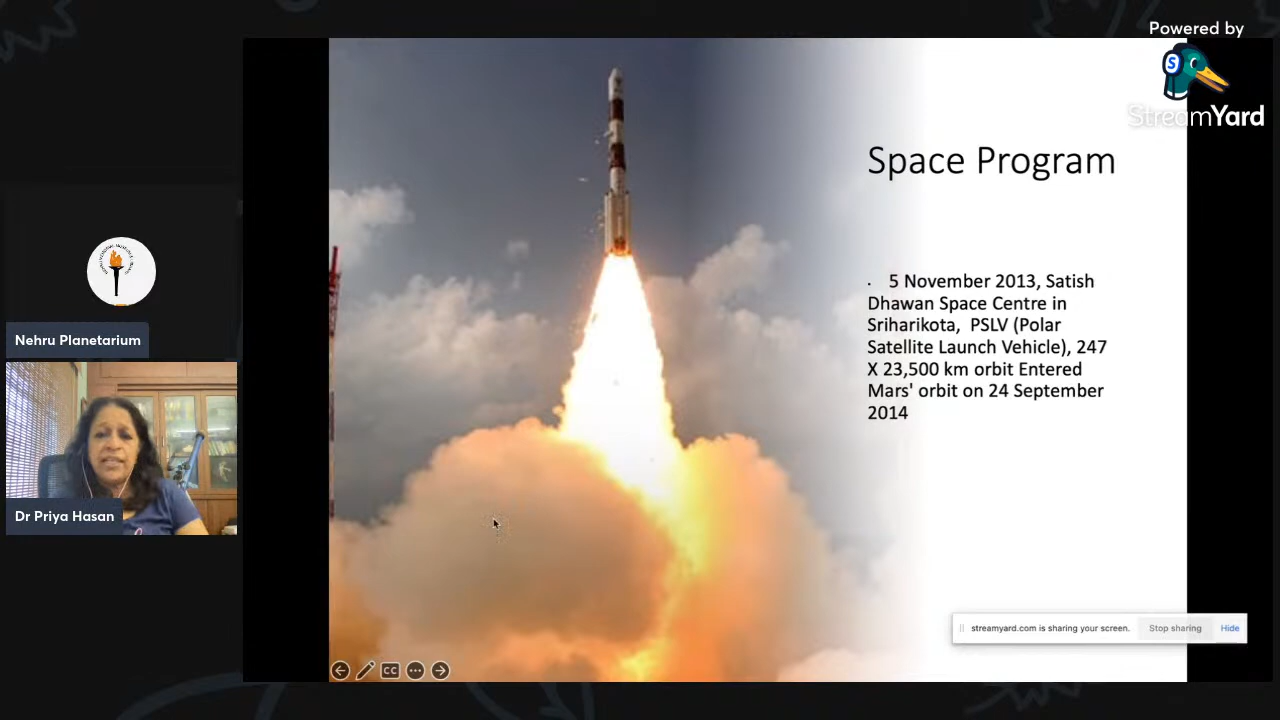 Powered by
StreamYard
Space Program
· 5 November 2013, Satish
Dhawan Space Centre in
Sriharikota, PSLV (Polar
Satellite Launch Vehicle), 247
X 23,500 km orbit Entered
Mars' orbit on 24 September
2014
Nehru Planetarium
Dr Priya Hasan
streamyard.com is sharing your screen.
Stop sharing
Hide
CC
S